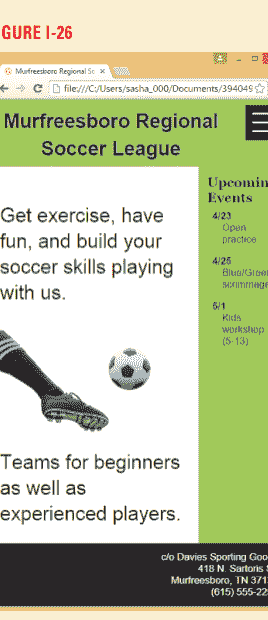 GURE I-26
Murfreesboro Regional Sc
file:///C:/Users/sasha_000/Documents/394049
Murfreesboro Regional
Soccer League
Get exercise, have
fun, and build your
soccer skills playing
with us.
Teams for beginners
as well as
experienced players.
Upcomin
Events
4/23
Open
practice
4/25
Blue/Gree
scrimmage
5/1
Kids
workshop
(5-13)
c/o Davies Sporting Goo
418 N. Sartoris S
Murfreesboro, TN 371
(615) 555-22